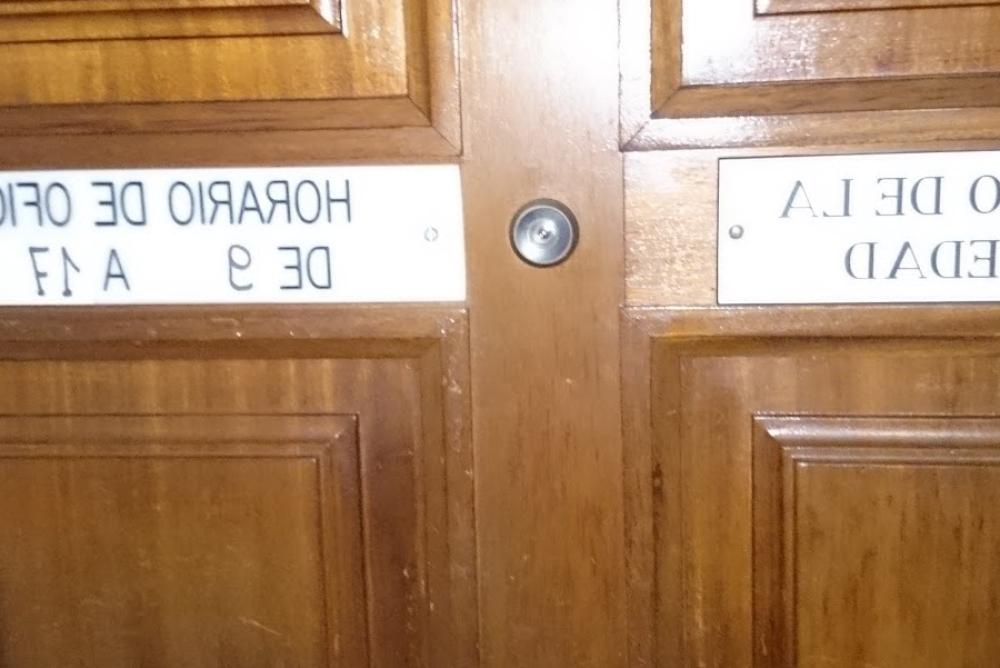 HORARIO DE OFIC
DE 9 A 17
O DE LA
EDAD